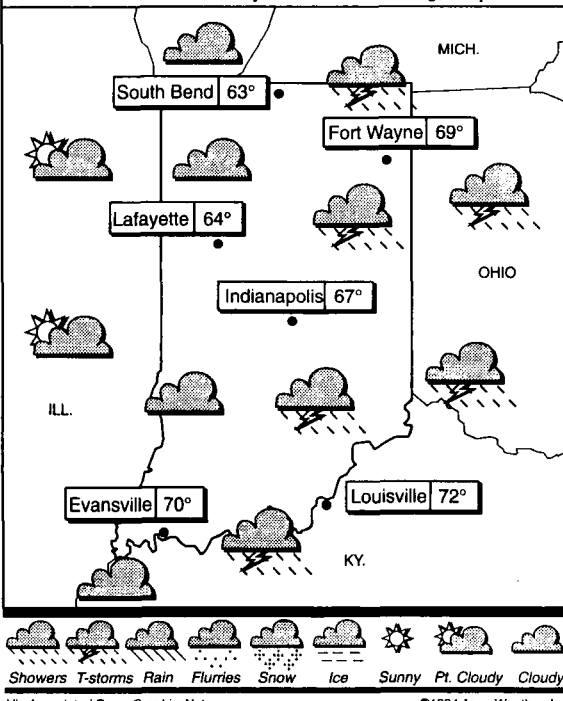 MICH.
South Bend 63°
Fort Wayne 69°
Lafayette 64°
OHIO
Indianapolis 67°
ILL.
Evansville 70°
Louisville 72°
KY.
Showers T-storms Rain Flurries Snow Ice Sunny Pt. Cloudy Cloudy